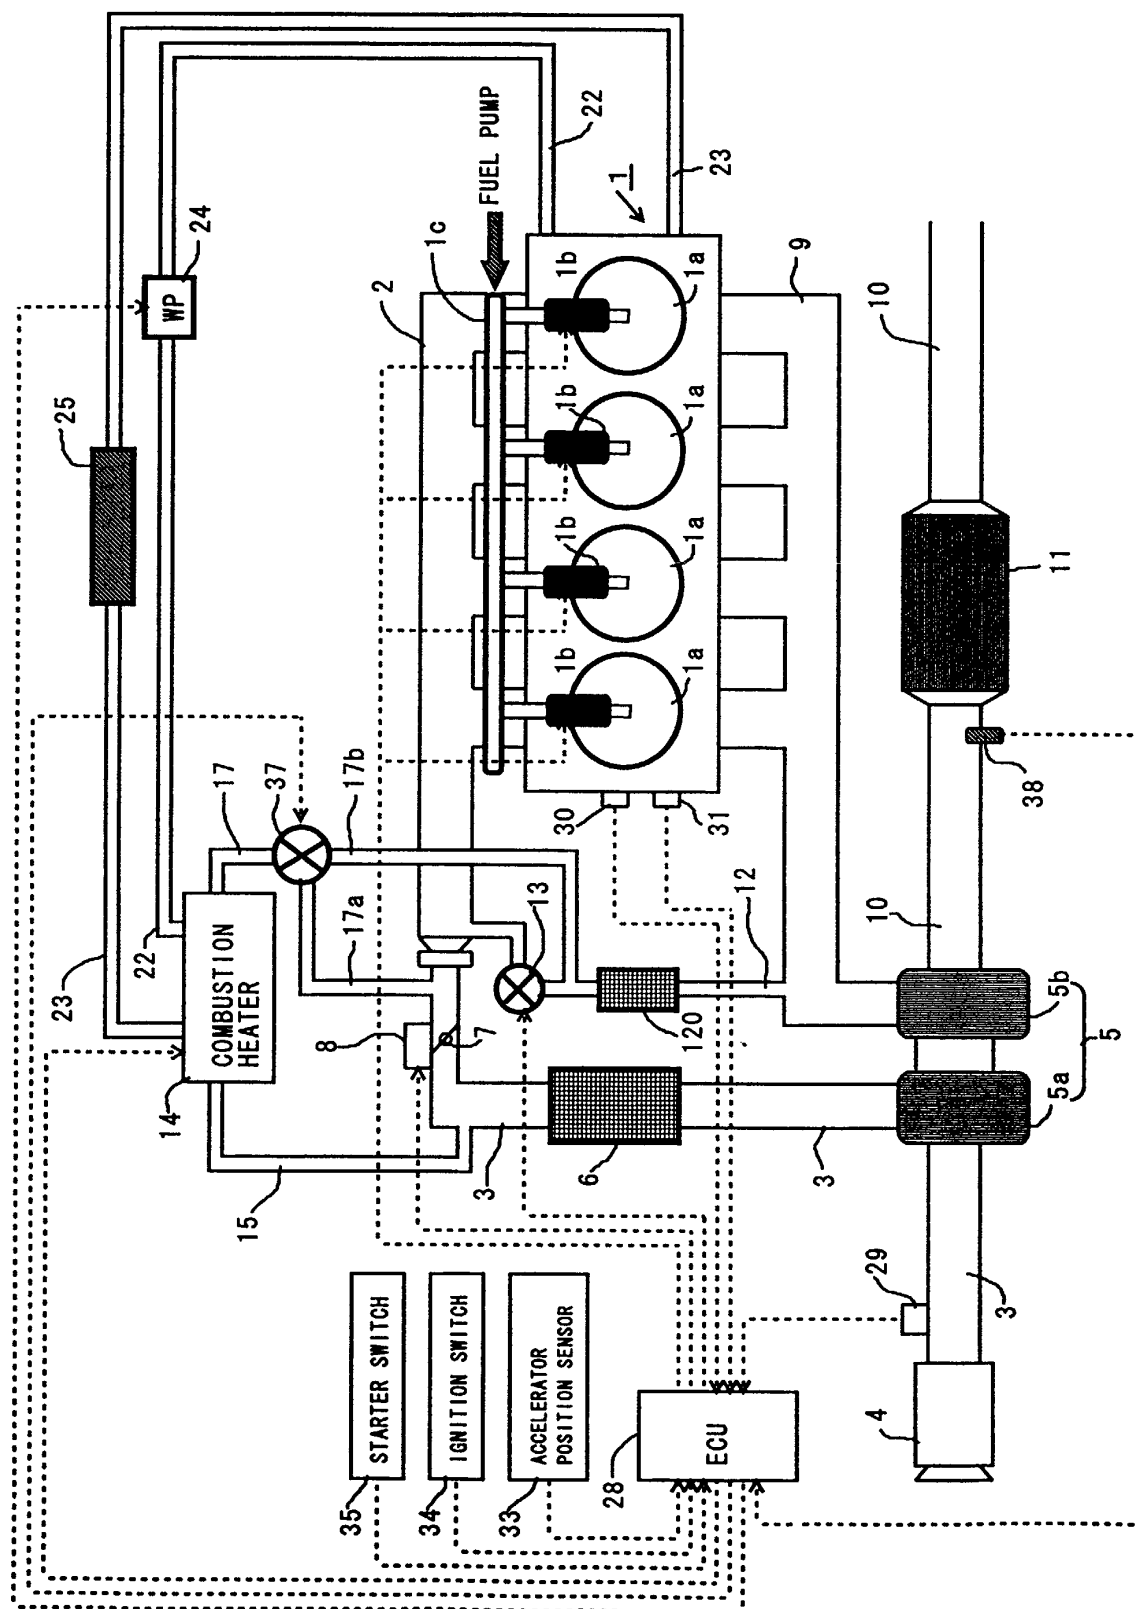 23
22
COMBUSTION
HEATER
14
15
17
37
17a
17b
25
24
WP
FUEL PUMP
22
23
1
1c
2
1b
1b
1b
1b
1a
1a
1a
1a
9
8
7
13
12
120
30
31
3
6
3
3
10
10
11
38
5a
5b
5
29
4
35
STARTER SWITCH
34
IGNITION SWITCH
33
ACCELERATOR
POSITION SENSOR
28
ECU